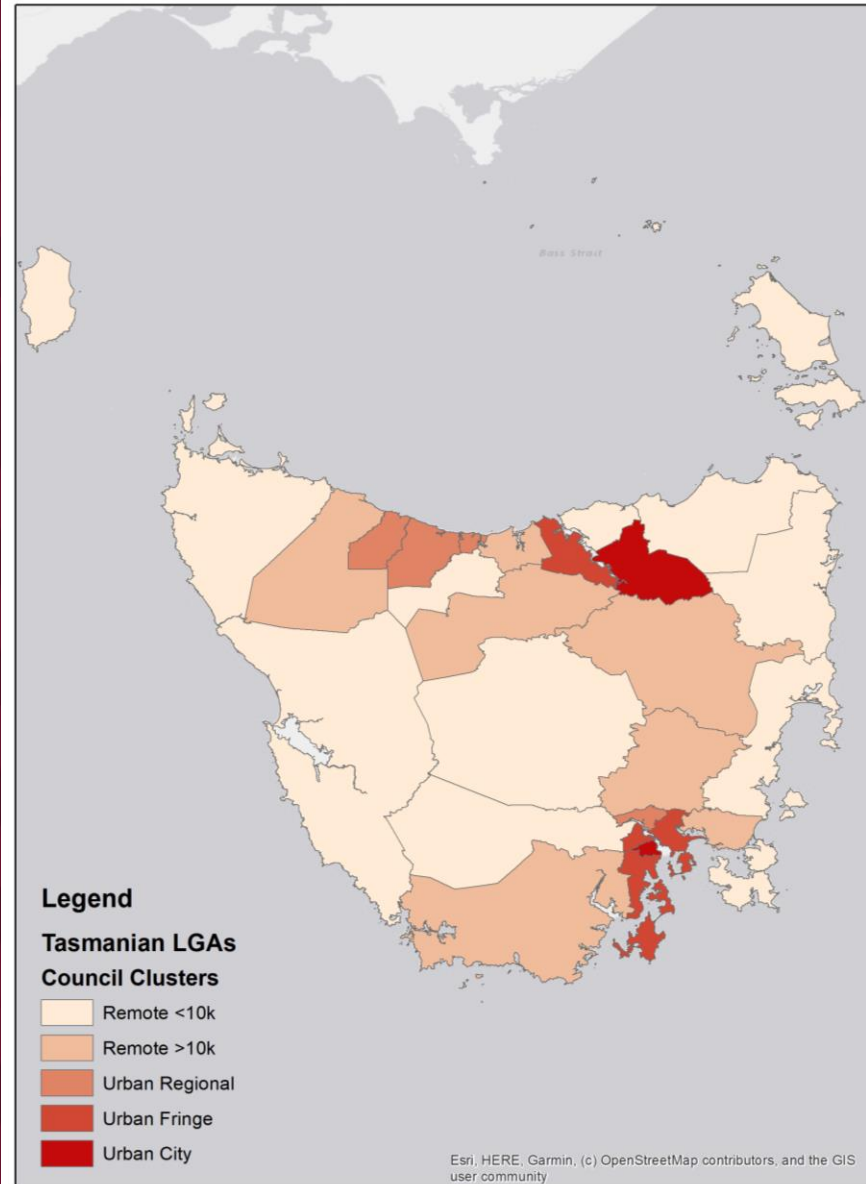 Bass Strait
Legend
Tasmanian LGAs
Council Clusters
Remote <10k
Remote >10k
Urban Regional
Urban Fringe
Urban City
Esri, HERE, Garmin, (c) OpenStreetMap contributors, and the GIS
user community